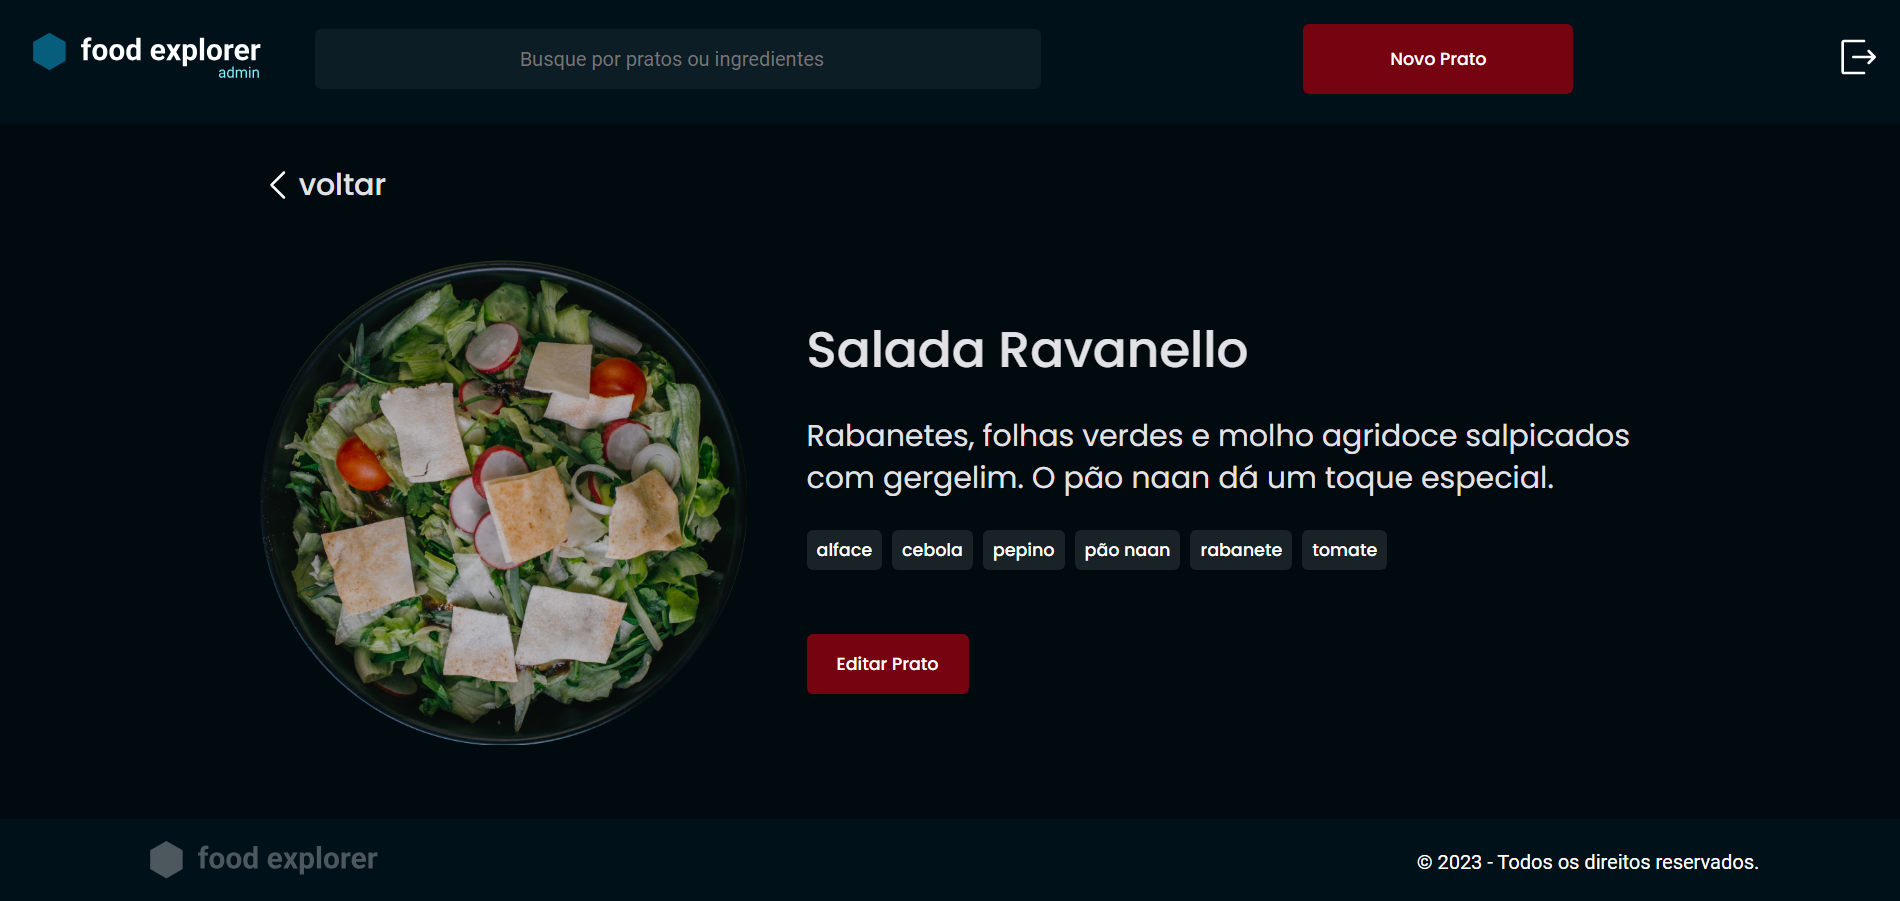 food explorer
admin
Busque por pratos ou ingredientes
Novo Prato
voltar
Salada Ravanello
Rabanetes, folhas verdes e molho agridoce salpicados
com gergelim. O pão naan dá um toque especial.
alface cebola pepino pão naan rabanete tomate
Editar Prato
food explorer
© 2023 - Todos os direitos reservados.